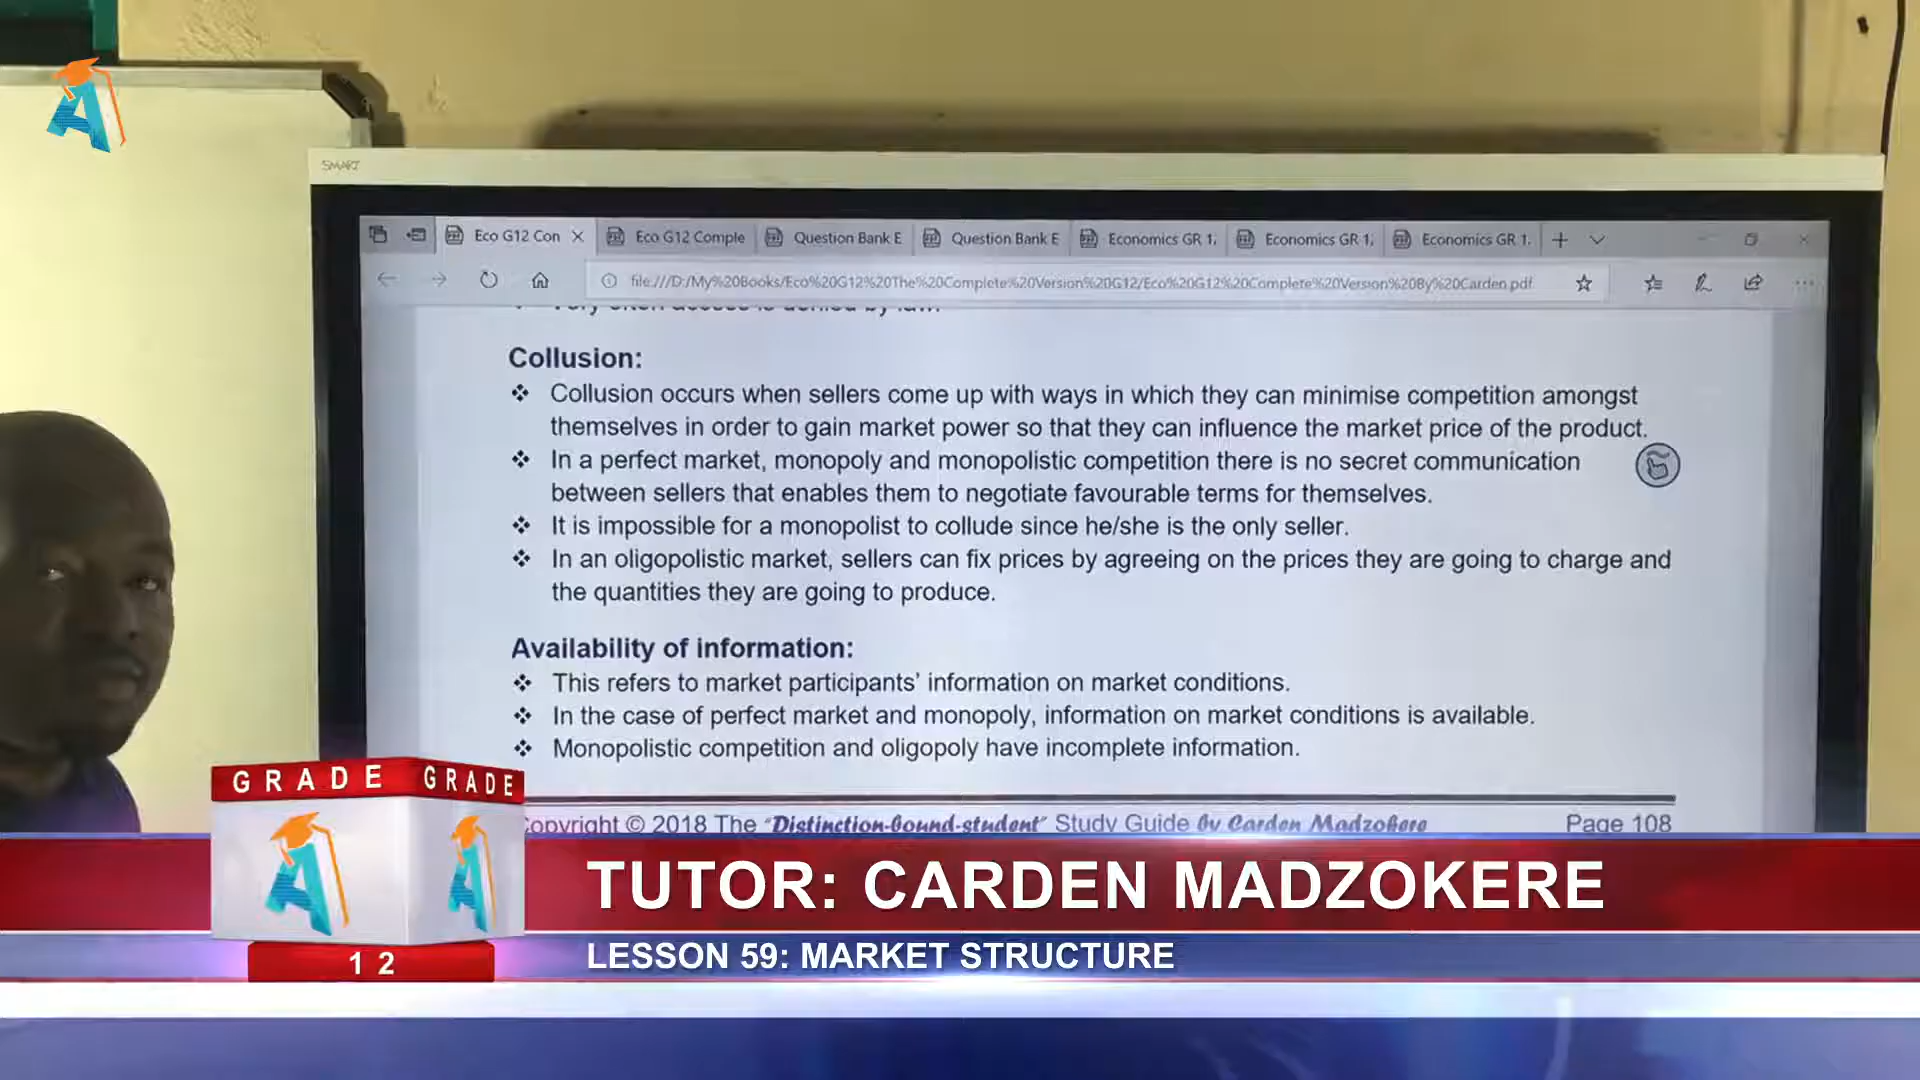 SMART
Eco G12 Con
Eco G12 Comple
Question Bank E
Question Bank E
Economics GR 1.
Economics GR 1.
Economics GR 1.
file:///D:/My%20Books/Eco%20G12%20The%20Complete%20Version%20G12/Eco%20G12%20Complete%20Version%20By%20Carden.pdf
Very often access is denied by law.
Collusion:
❖ Collusion occurs when sellers come up with ways in which they can minimise competition amongst
themselves in order to gain market power so that they can influence the market price of the product.
❖ In a perfect market, monopoly and monopolistic competition there is no secret communication
between sellers that enables them to negotiate favourable terms for themselves.
❖ It is impossible for a monopolist to collude since he/she is the only seller.
❖ In an oligopolistic market, sellers can fix prices by agreeing on the prices they are going to charge and
the quantities they are going to produce.
Availability of information:
❖ This refers to market participants' information on market conditions.
❖ In the case of perfect market and monopoly, information on market conditions is available.
❖ Monopolistic competition and oligopoly have incomplete information.
Copyright © 2018 The "Distinction-bound-student" Study Guide by Carden Madzokere Page 108
GRADE GRADE
12
TUTOR: CARDEN MADZOKERE
LESSON 59: MARKET STRUCTURE